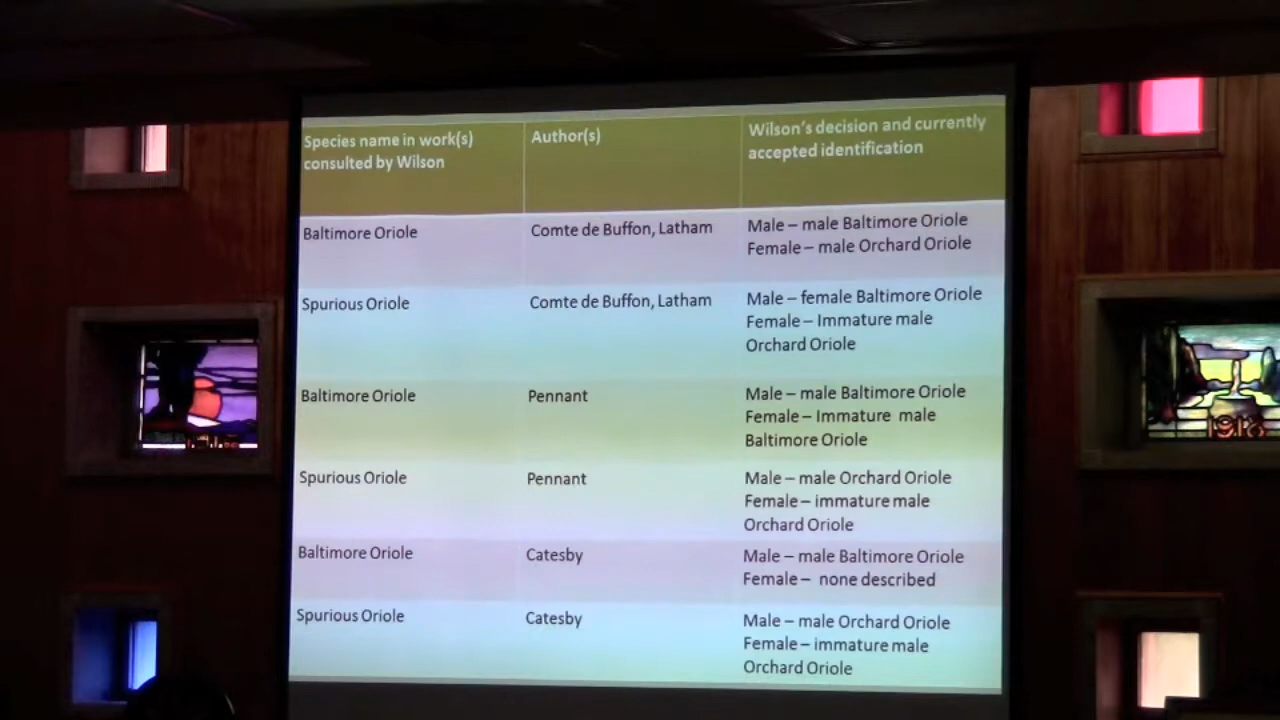 Species name in work(s)
consulted by Wilson
Author(s)
Wilson's decision and currently
accepted identification
Baltimore Oriole
Comte de Buffon, Latham
Male – male Baltimore Oriole
Female – male Orchard Oriole
Spurious Oriole
Comte de Buffon, Latham
Male – female Baltimore Oriole
Female – Immature male
Orchard Oriole
Baltimore Oriole
Pennant
Male – male Baltimore Oriole
Female – Immature male
Baltimore Oriole
Spurious Oriole
Pennant
Male – male Orchard Oriole
Female – immature male
Orchard Oriole
Baltimore Oriole
Catesby
Male – male Baltimore Oriole
Female – none described
Spurious Oriole
Catesby
Male – male Orchard Oriole
Female – immature male
Orchard Oriole
1918